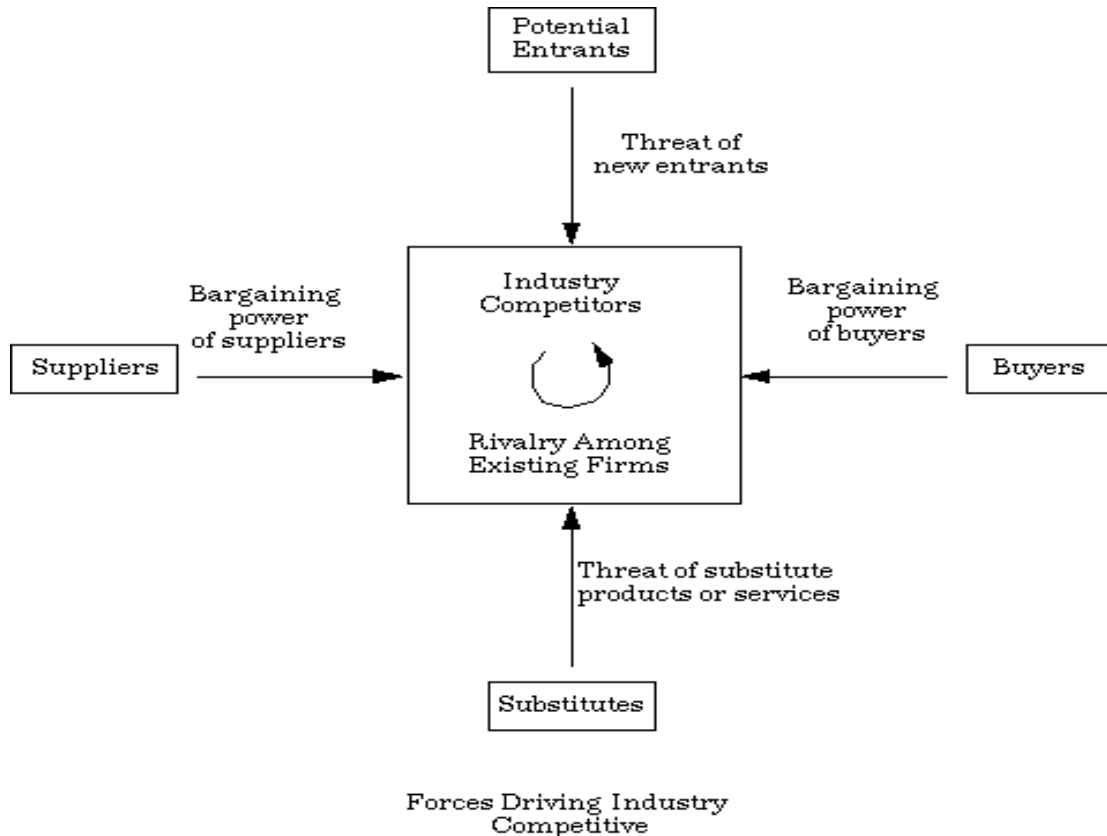 Potential
Entrants
Threat of
new entrants
Industry
Competitors
Bargaining
power
of suppliers
Bargaining
power
of buyers
Suppliers
Buyers
Rivalry Among
Existing Firms
Threat of substitute
products or services
Substitutes
Forces Driving Industry
Competitive